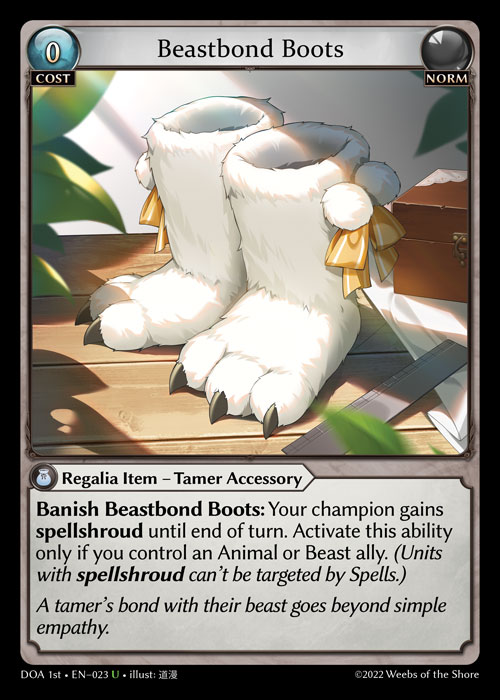 0
Beastbond Boots
COST
NORM
Regalia Item – Tamer Accessory
Banish Beastbond Boots: Your champion gains
spellshroud until end of turn. Activate this ability
only if you control an Animal or Beast ally. (Units
with spellshroud can't be targeted by Spells.)
A tamer's bond with their beast goes beyond simple
empathy.
DOA 1st • EN–023 U • illust: 道漫
©2022 Weebs of the Shore